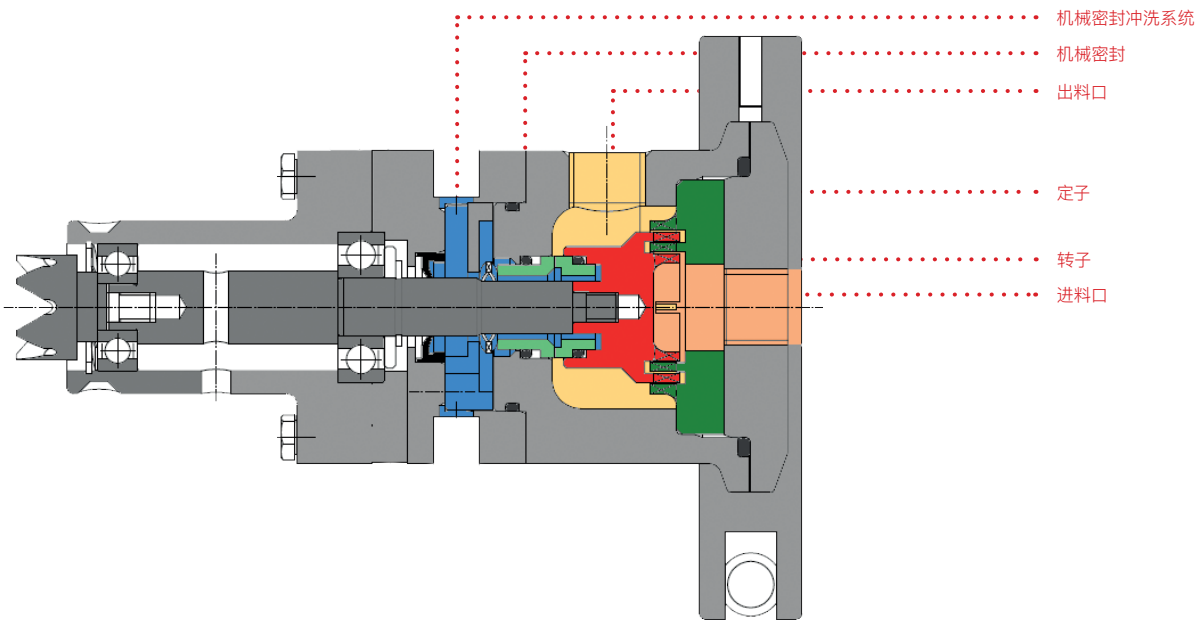 机械密封冲洗系统
机械密封
出料口
定子
转子
进料口